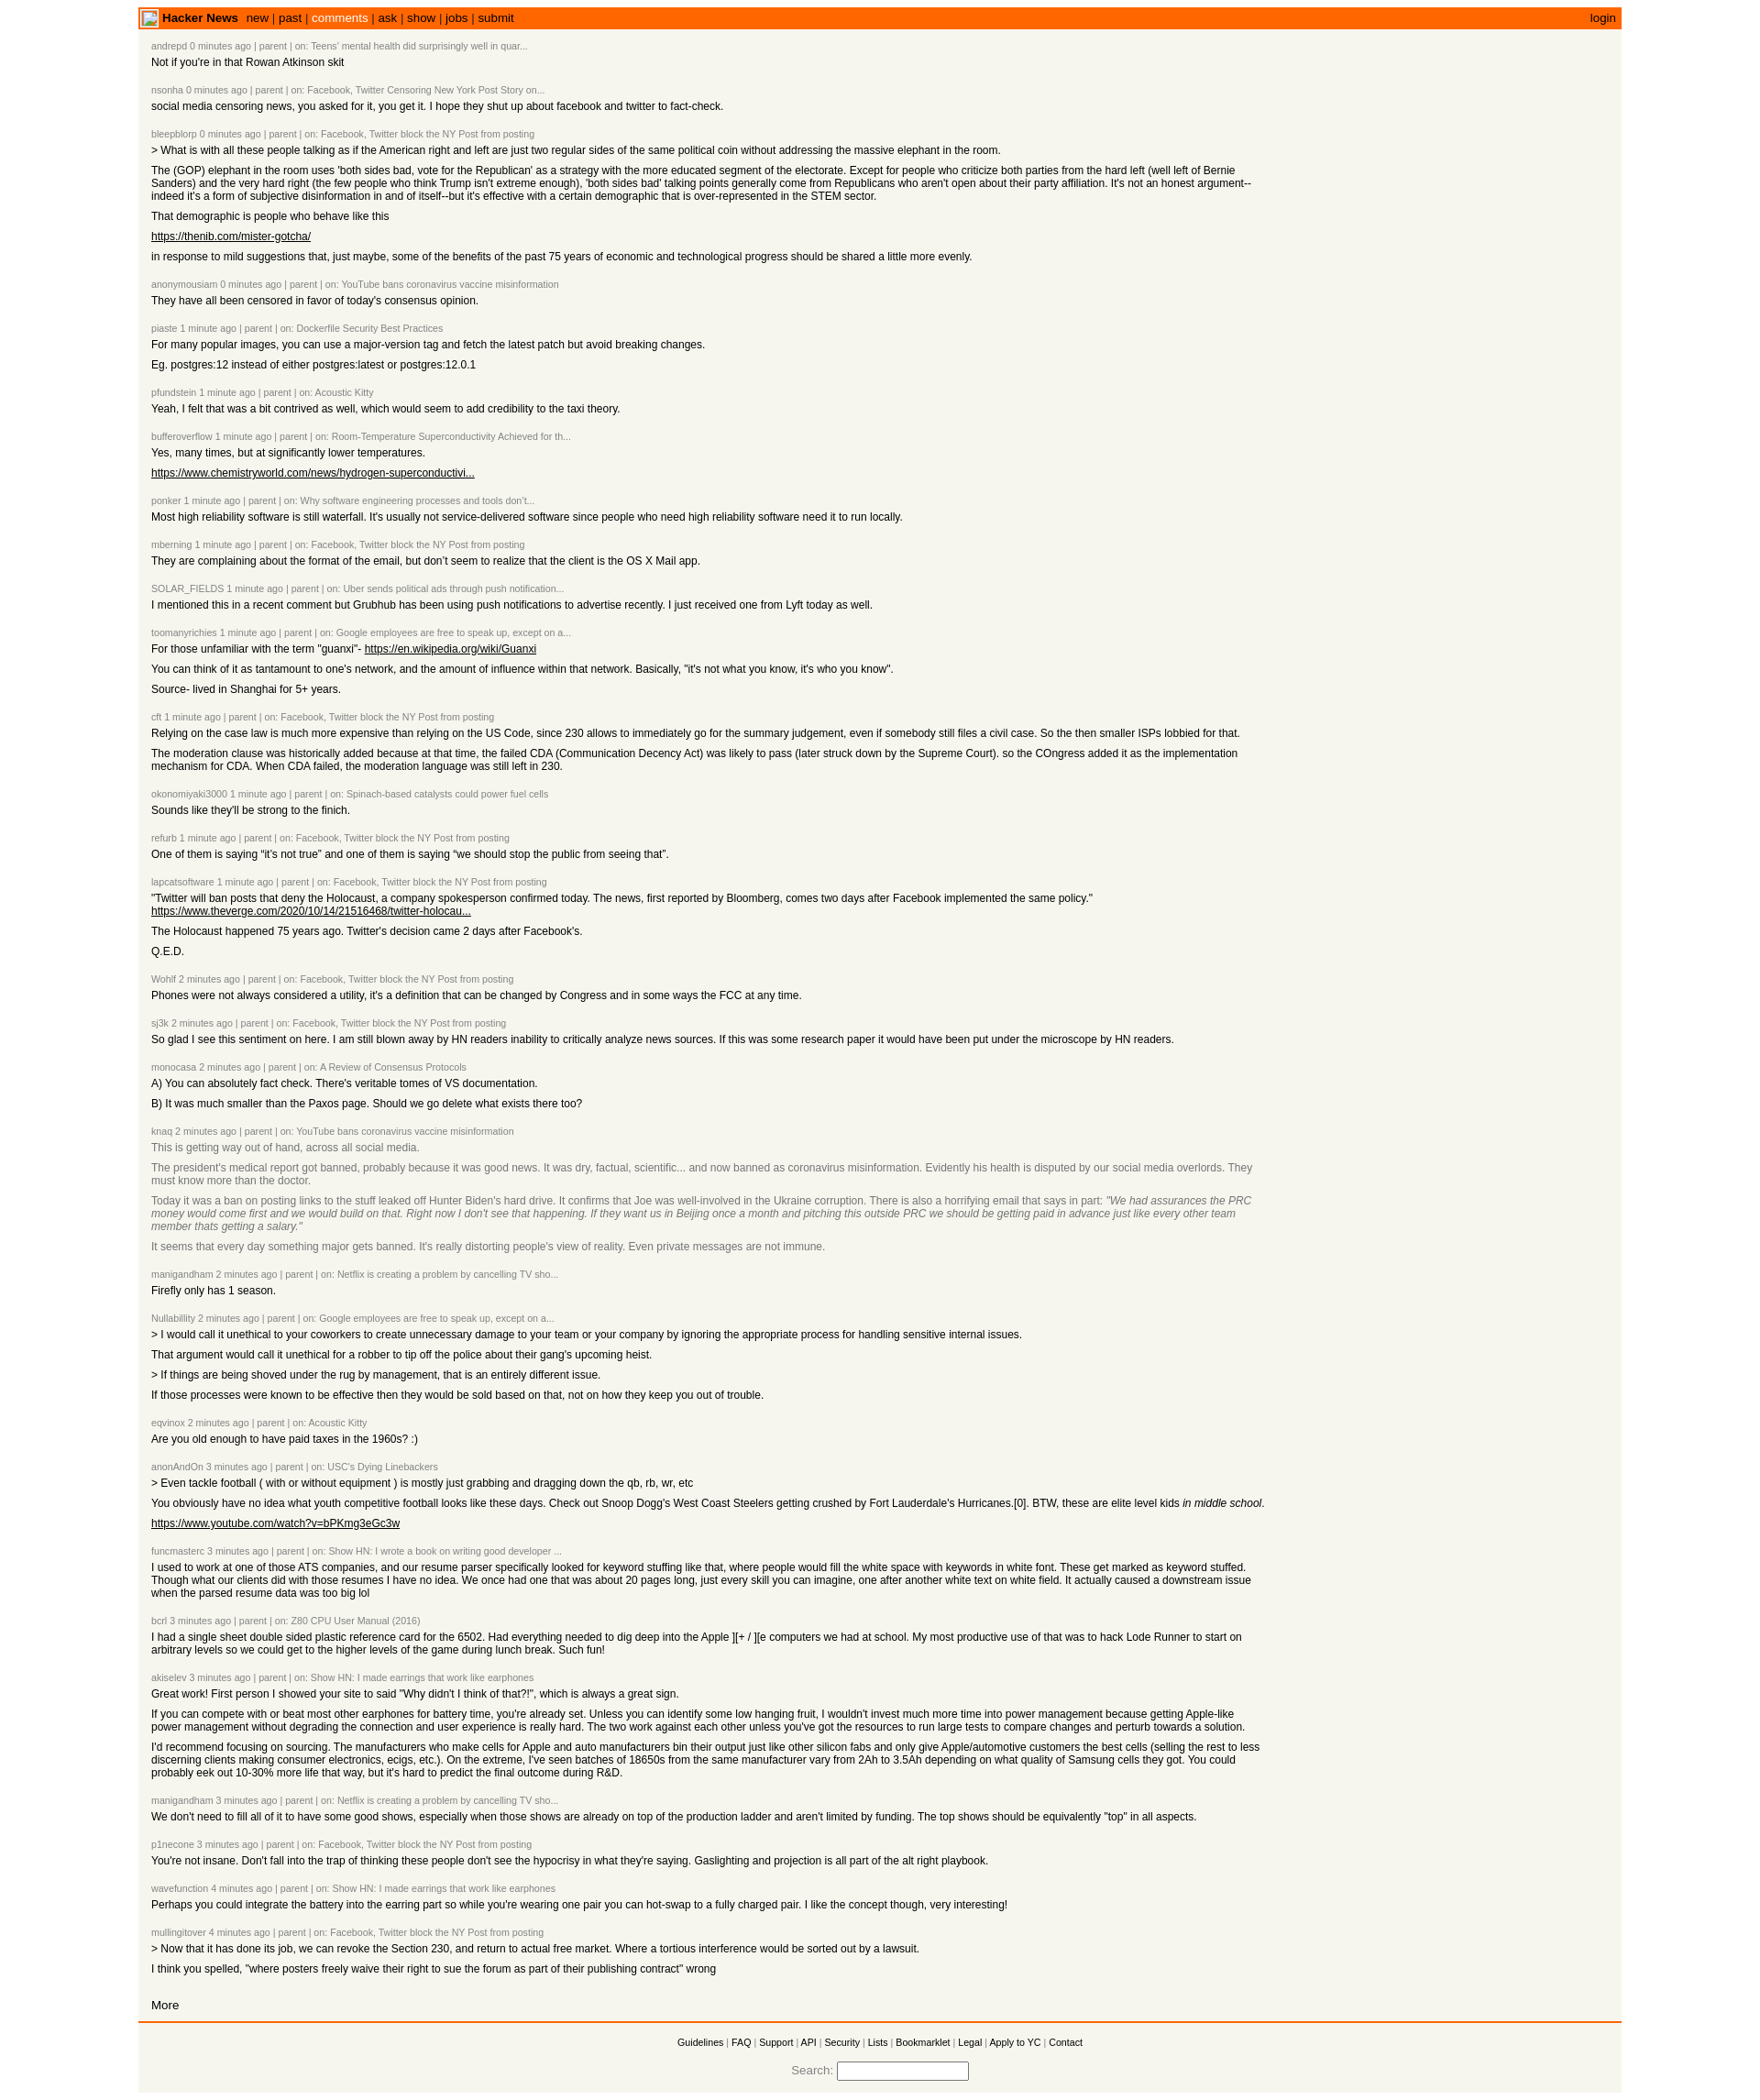 Hacker News new | past | comments | ask | show | jobs | submit login
andrepd 0 minutes ago | parent | on: Teens' mental health did surprisingly well in quar...
Not if you're in that Rowan Atkinson skit
nsonha 0 minutes ago | parent | on: Facebook, Twitter Censoring New York Post Story on...
social media censoring news, you asked for it, you get it. I hope they shut up about facebook and twitter to fact-check.
bleepblorp 0 minutes ago | parent | on: Facebook, Twitter block the NY Post from posting
> What is with all these people talking as if the American right and left are just two regular sides of the same political coin without addressing the massive elephant in the room.
The (GOP) elephant in the room uses 'both sides bad, vote for the Republican' as a strategy with the more educated segment of the electorate. Except for people who criticize both parties from the hard left (well left of Bernie
Sanders) and the very hard right (the few people who think Trump isn't extreme enough), 'both sides bad' talking points generally come from Republicans who aren't open about their party affiliation. It's not an honest argument--
indeed it's a form of subjective disinformation in and of itself--but it's effective with a certain demographic that is over-represented in the STEM sector.
That demographic is people who behave like this
https://thenib.com/mister-gotcha/
in response to mild suggestions that, just maybe, some of the benefits of the past 75 years of economic and technological progress should be shared a little more evenly.
anonymousiam 0 minutes ago | parent | on: YouTube bans coronavirus vaccine misinformation
They have all been censored in favor of today's consensus opinion.
piaste 1 minute ago | parent | on: Dockerfile Security Best Practices
For many popular images, you can use a major-version tag and fetch the latest patch but avoid breaking changes.
Eg. postgres:12 instead of either postgres:latest or postgres:12.0.1
pfundstein 1 minute ago | parent | on: Acoustic Kitty
Yeah, I felt that was a bit contrived as well, which would seem to add credibility to the taxi theory.
bufferoverflow 1 minute ago | parent | on: Room-Temperature Superconductivity Achieved for th...
Yes, many times, but at significantly lower temperatures.
https://www.chemistryworld.com/news/hydrogen-superconductivi...
ponker 1 minute ago | parent | on: Why software engineering processes and tools don't...
Most high reliability software is still waterfall. It's usually not service-delivered software since people who need high reliability software need it to run locally.
mberning 1 minute ago | parent | on: Facebook, Twitter block the NY Post from posting
They are complaining about the format of the email, but don't seem to realize that the client is the OS X Mail app.
SOLAR_FIELDS 1 minute ago | parent | on: Uber sends political ads through push notification...
I mentioned this in a recent comment but Grubhub has been using push notifications to advertise recently. I just received one from Lyft today as well.
toomanyrichies 1 minute ago | parent | on: Google employees are free to speak up, except on a...
For those unfamiliar with the term "guanxi"- https://en.wikipedia.org/wiki/Guanxi
You can think of it as tantamount to one's network, and the amount of influence within that network. Basically, "it's not what you know, it's who you know".
Source- lived in Shanghai for 5+ years.
cft 1 minute ago | parent | on: Facebook, Twitter block the NY Post from posting
Relying on the case law is much more expensive than relying on the US Code, since 230 allows to immediately go for the summary judgement, even if somebody still files a civil case. So the then smaller ISPs lobbied for that.
The moderation clause was historically added because at that time, the failed CDA (Communication Decency Act) was likely to pass (later struck down by the Supreme Court). so the COngress added it as the implementation
mechanism for CDA. When CDA failed, the moderation language was still left in 230.
okonomiyaki3000 1 minute ago | parent | on: Spinach-based catalysts could power fuel cells
Sounds like they'll be strong to the finich.
refurb 1 minute ago | parent | on: Facebook, Twitter block the NY Post from posting
One of them is saying “it's not true” and one of them is saying “we should stop the public from seeing that”.
lapcatsoftware 1 minute ago | parent | on: Facebook, Twitter block the NY Post from posting
"Twitter will ban posts that deny the Holocaust, a company spokesperson confirmed today. The news, first reported by Bloomberg, comes two days after Facebook implemented the same policy."
https://www.theverge.com/2020/10/14/21516468/twitter-holocau...
The Holocaust happened 75 years ago. Twitter's decision came 2 days after Facebook's.
Q.E.D.
Wohlf 2 minutes ago | parent | on: Facebook, Twitter block the NY Post from posting
Phones were not always considered a utility, it's a definition that can be changed by Congress and in some ways the FCC at any time.
sj3k 2 minutes ago | parent | on: Facebook, Twitter block the NY Post from posting
So glad I see this sentiment on here. I am still blown away by HN readers inability to critically analyze news sources. If this was some research paper it would have been put under the microscope by HN readers.
monocasa 2 minutes ago | parent | on: A Review of Consensus Protocols
A) You can absolutely fact check. There's veritable tomes of VS documentation.
B) It was much smaller than the Paxos page. Should we go delete what exists there too?
knaq 2 minutes ago | parent | on: YouTube bans coronavirus vaccine misinformation
This is getting way out of hand, across all social media.
The president's medical report got banned, probably because it was good news. It was dry, factual, scientific... and now banned as coronavirus misinformation. Evidently his health is disputed by our social media overlords. They
must know more than the doctor.
Today it was a ban on posting links to the stuff leaked off Hunter Biden's hard drive. It confirms that Joe was well-involved in the Ukraine corruption. There is also a horrifying email that says in part: "We had assurances the PRC
money would come first and we would build on that. Right now I don't see that happening. If they want us in Beijing once a month and pitching this outside PRC we should be getting paid in advance just like every other team
member thats getting a salary."
It seems that every day something major gets banned. It's really distorting people's view of reality. Even private messages are not immune.
manigandham 2 minutes ago | parent | on: Netflix is creating a problem by cancelling TV sho...
Firefly only has 1 season.
Nullabillity 2 minutes ago | parent | on: Google employees are free to speak up, except on a...
> I would call it unethical to your coworkers to create unnecessary damage to your team or your company by ignoring the appropriate process for handling sensitive internal issues.
That argument would call it unethical for a robber to tip off the police about their gang's upcoming heist.
> If things are being shoved under the rug by management, that is an entirely different issue.
If those processes were known to be effective then they would be sold based on that, not on how they keep you out of trouble.
eqvinox 2 minutes ago | parent | on: Acoustic Kitty
Are you old enough to have paid taxes in the 1960s? :)
anonAndOn 3 minutes ago | parent | on: USC's Dying Linebackers
> Even tackle football ( with or without equipment ) is mostly just grabbing and dragging down the qb, rb, wr, etc
You obviously have no idea what youth competitive football looks like these days. Check out Snoop Dogg's West Coast Steelers getting crushed by Fort Lauderdale's Hurricanes.[0]. BTW, these are elite level kids in middle school.
https://www.youtube.com/watch?v=bPKmg3eGc3w
funcmasterc 3 minutes ago | parent | on: Show HN: I wrote a book on writing good developer ...
I used to work at one of those ATS companies, and our resume parser specifically looked for keyword stuffing like that, where people would fill the white space with keywords in white font. These get marked as keyword stuffed.
Though what our clients did with those resumes I have no idea. We once had one that was about 20 pages long, just every skill you can imagine, one after another white text on white field. It actually caused a downstream issue
when the parsed resume data was too big lol
bcrl 3 minutes ago | parent | on: Z80 CPU User Manual (2016)
I had a single sheet double sided plastic reference card for the 6502. Had everything needed to dig deep into the Apple ][+ / ][e computers we had at school. My most productive use of that was to hack Lode Runner to start on
arbitrary levels so we could get to the higher levels of the game during lunch break. Such fun!
akiselev 3 minutes ago | parent | on: Show HN: I made earrings that work like earphones
Great work! First person I showed your site to said "Why didn't I think of that?!", which is always a great sign.
If you can compete with or beat most other earphones for battery time, you're already set. Unless you can identify some low hanging fruit, I wouldn't invest much more time into power management because getting Apple-like
power management without degrading the connection and user experience is really hard. The two work against each other unless you've got the resources to run large tests to compare changes and perturb towards a solution.
I'd recommend focusing on sourcing. The manufacturers who make cells for Apple and auto manufacturers bin their output just like other silicon fabs and only give Apple/automotive customers the best cells (selling the rest to less
discerning clients making consumer electronics, ecigs, etc.). On the extreme, I've seen batches of 18650s from the same manufacturer vary from 2Ah to 3.5Ah depending on what quality of Samsung cells they got. You could
probably eek out 10-30% more life that way, but it's hard to predict the final outcome during R&D.
manigandham 3 minutes ago | parent | on: Netflix is creating a problem by cancelling TV sho...
We don't need to fill all of it to have some good shows, especially when those shows are already on top of the production ladder and aren't limited by funding. The top shows should be equivalently "top" in all aspects.
p1necone 3 minutes ago | parent | on: Facebook, Twitter block the NY Post from posting
You're not insane. Don't fall into the trap of thinking these people don't see the hypocrisy in what they're saying. Gaslighting and projection is all part of the alt right playbook.
wavefunction 4 minutes ago | parent | on: Show HN: I made earrings that work like earphones
Perhaps you could integrate the battery into the earring part so while you're wearing one pair you can hot-swap to a fully charged pair. I like the concept though, very interesting!
mullingitover 4 minutes ago | parent | on: Facebook, Twitter block the NY Post from posting
> Now that it has done its job, we can revoke the Section 230, and return to actual free market. Where a tortious interference would be sorted out by a lawsuit.
I think you spelled, "where posters freely waive their right to sue the forum as part of their publishing contract" wrong
More
Guidelines | FAQ | Support | API | Security | Lists | Bookmarklet | Legal | Apply to YC | Contact
Search: